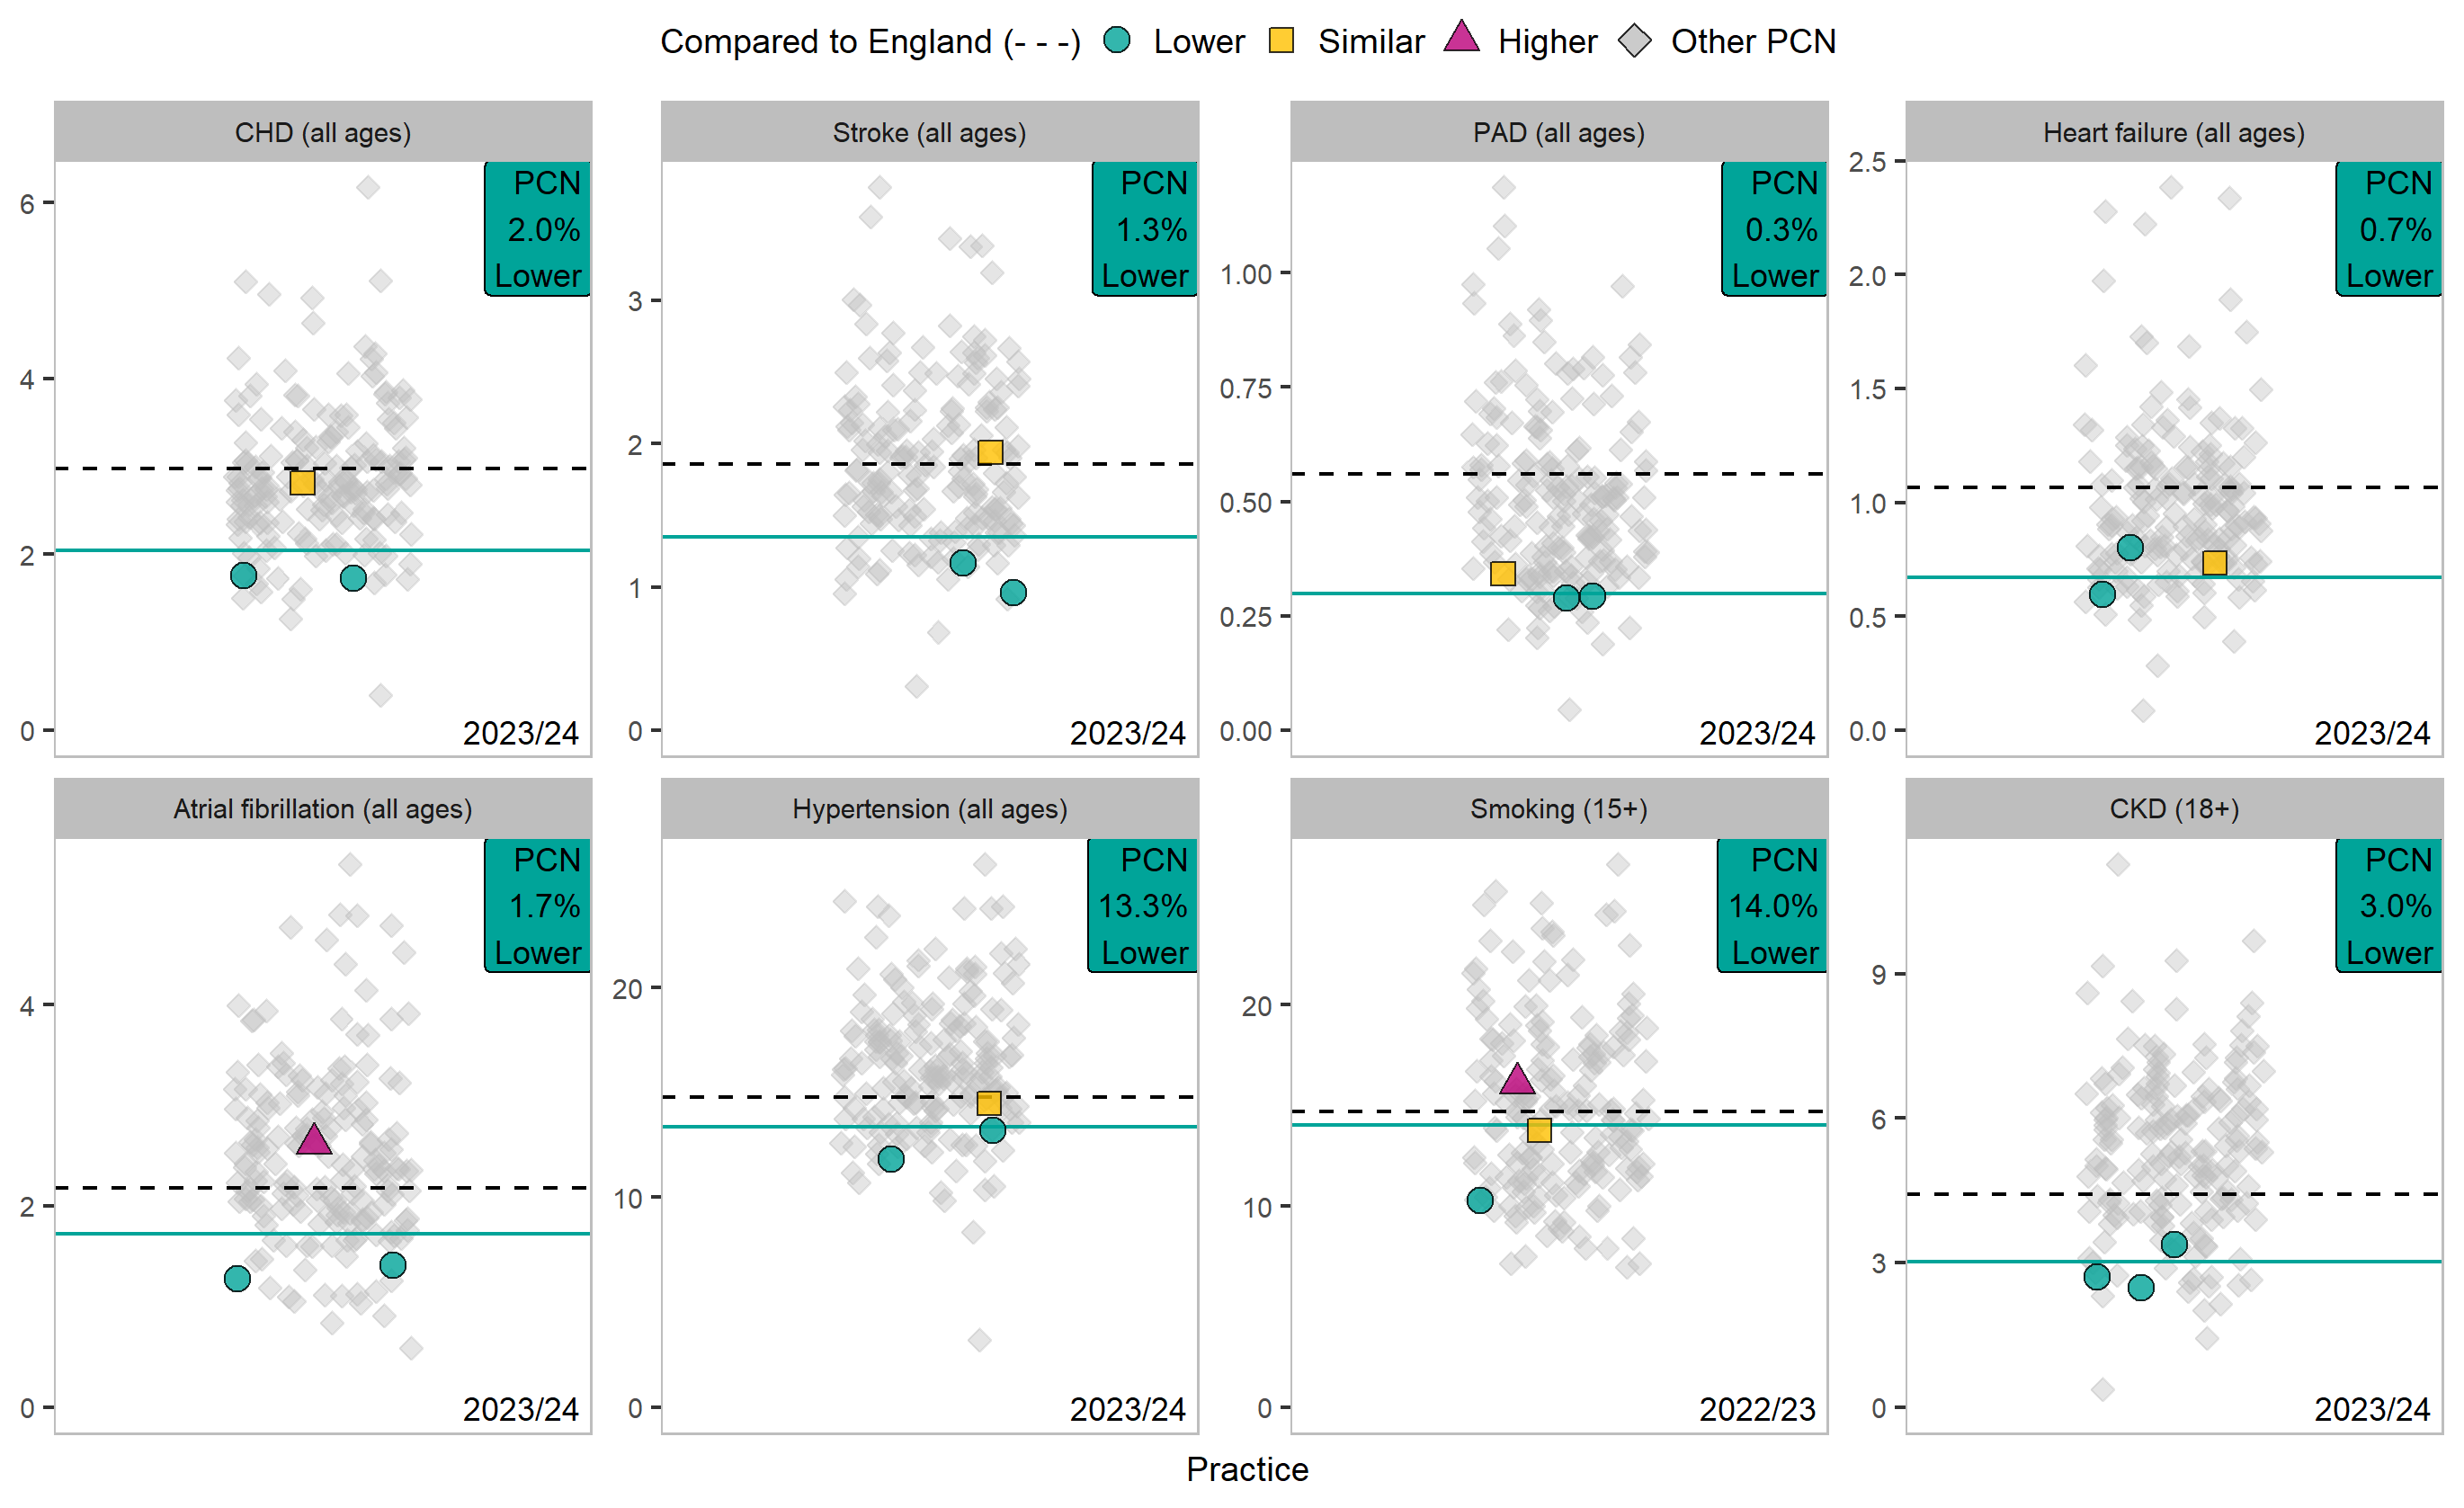 Compared to England (- - -) Lower Similar Higher Other PCN
CHD (all ages)
PCN
2.0%
Lower
6
4
2
0
2023/24
Stroke (all ages)
PCN
1.3%
Lower
3
2
1
0
2023/24
PAD (all ages)
PCN
0.3%
Lower
1.00
0.75
0.50
0.25
0.00
2023/24
Heart failure (all ages)
PCN
0.7%
Lower
2.5
2.0
1.5
1.0
0.5
0.0
2023/24
Atrial fibrillation (all ages)
PCN
1.7%
Lower
4
2
0
2023/24
Hypertension (all ages)
PCN
13.3%
Lower
20
10
0
2023/24
Smoking (15+)
PCN
14.0%
Lower
20
10
0
2022/23
CKD (18+)
PCN
3.0%
Lower
9
6
3
0
2023/24
Practice